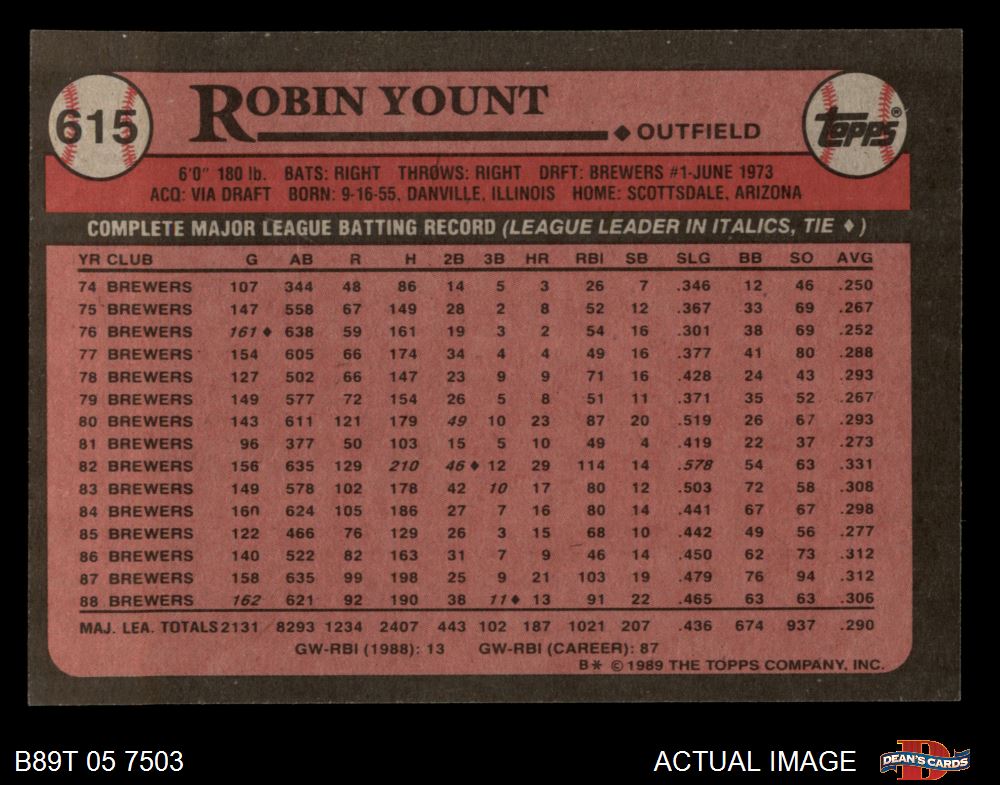 615
ROBIN YOUNT
◆OUTFIELD
TOPPS®
6'0" 180 lb. BATS: RIGHT THROWS: RIGHT DRFT: BREWERS #1-JUNE 1973
ACQ: VIA DRAFT BORN: 9-16-55, DANVILLE, ILLINOIS HOME: SCOTTSDALE, ARIZONA
COMPLETE MAJOR LEAGUE BATTING RECORD (LEAGUE LEADER IN ITALICS, TIE ♦)
YR CLUB G AB R H 2B 3B HR RBI SB SLG BB SO AVG
74 BREWERS 107 344 48 86 14 5 3 26 7 .346 12 46 .250
75 BREWERS 147 558 67 149 28 2 8 52 12 .367 33 69 .267
76 BREWERS 161♦ 638 59 161 19 3 2 54 16 .301 38 69 .252
77 BREWERS 154 605 66 174 34 4 4 49 16 .377 41 80 .288
78 BREWERS 127 502 66 147 23 9 9 71 16 .428 24 43 .293
79 BREWERS 149 577 72 154 26 5 8 51 11 .371 35 52 .267
80 BREWERS 143 611 121 179 49 10 23 87 20 .519 26 67 .293
81 BREWERS 96 377 50 103 15 5 10 49 4 .419 22 37 .273
82 BREWERS 156 635 129 210 46♦ 12 29 114 14 .578 54 63 .331
83 BREWERS 149 578 102 178 42 10 17 80 12 .503 72 58 .308
84 BREWERS 160 624 105 186 27 7 16 80 14 .441 67 67 .298
85 BREWERS 122 466 76 129 26 3 15 68 10 .442 49 56 .277
86 BREWERS 140 522 82 163 31 7 9 46 14 .450 62 73 .312
87 BREWERS 158 635 99 198 25 9 21 103 19 .479 76 94 .312
88 BREWERS 162 621 92 190 38 11♦ 13 91 22 .465 63 63 .306
MAJ. LEA. TOTALS 2131 8293 1234 2407 443 102 187 1021 207 .436 674 937 .290
GW-RBI (1988): 13 GW-RBI (CAREER): 87
B* ©1989 THE TOPPS COMPANY, INC.
B89T 05 7503
ACTUAL IMAGE
DEAN'S CARDS